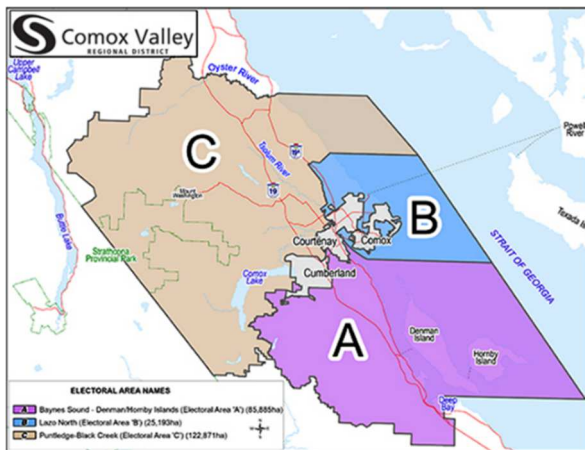 Comox Valley
REGIONAL DISTRICT
Upper
Campbell
Lake
Oyster River
Powell
River
C
Tsolum River
19A
19
Mount
Washington
B
Buttle Lake
Texada Is
Strathcona
Provincial Park
Courtenay
Comox
STRAIT OF GEORGIA
Comox
Lake
Cumberland
A
Denman
Island
Hornby
Island
Deep
Bay
ELECTORAL AREA NAMES
A Baynes Sound - Denman/Hornby Islands (Electoral Area 'A') (85,885ha)
B Lazo North (Electoral Area 'B') (25,193ha)
C Puntledge-Black Creek (Electoral Area 'C') (122,871ha)